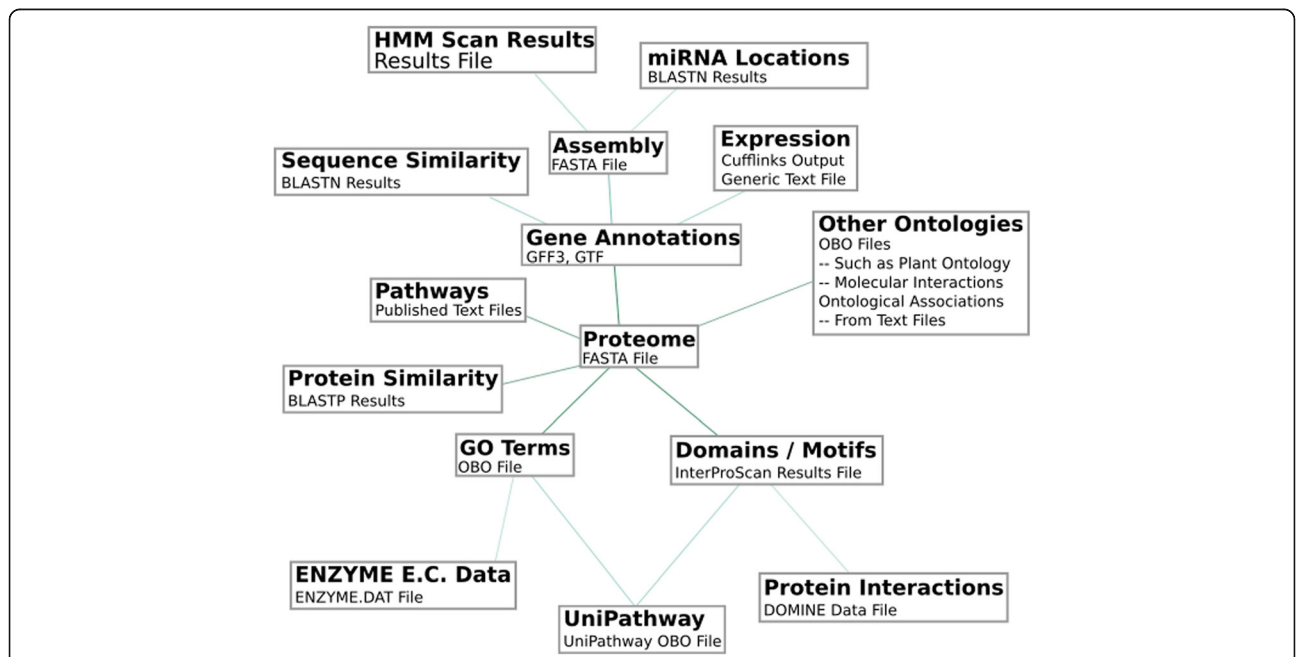 HMM Scan Results
Results File
miRNA Locations
BLASTN Results
Assembly
FASTA File
Expression
Cufflinks Output
Generic Text File
Sequence Similarity
BLASTN Results
Gene Annotations
GFF3, GTF
Other Ontologies
OBO Files
-- Such as Plant Ontology
-- Molecular Interactions
Ontological Associations
-- From Text Files
Pathways
Published Text Files
Proteome
FASTA File
Protein Similarity
BLASTP Results
GO Terms
OBO File
Domains / Motifs
InterProScan Results File
ENZYME E.C. Data
ENZYME.DAT File
Protein Interactions
DOMINE Data File
UniPathway
UniPathway OBO File